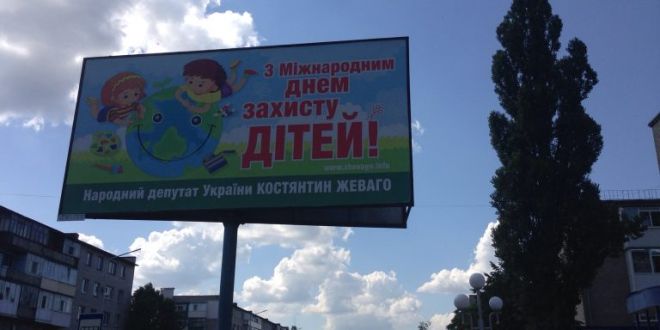 З Міжнародним
днем
захисту
ДІТЕЙ!
www.zhevago.info
Народний депутат України КОСТЯНТИН ЖЕВАГО